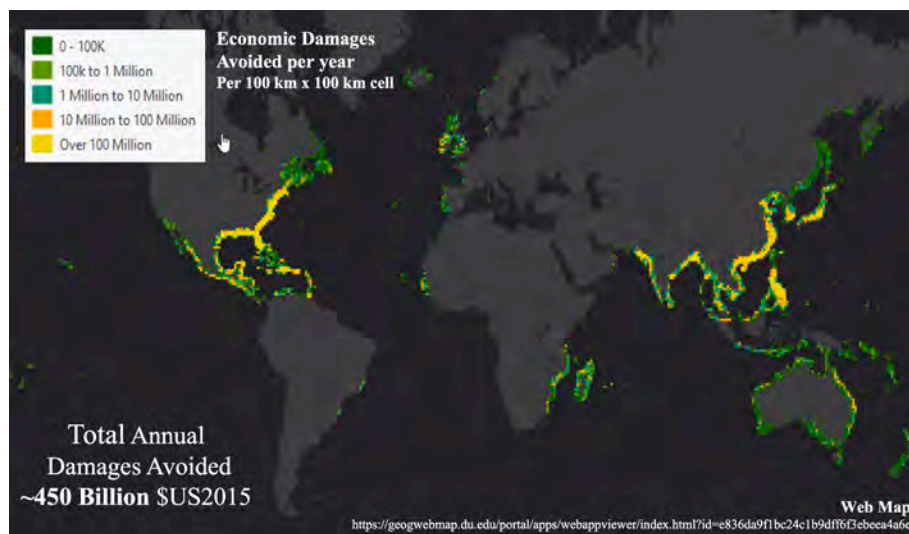 0 - 100K
100k to 1 Million
1 Million to 10 Million
10 Million to 100 Million
Over 100 Million
Economic Damages
Avoided per year
Per 100 km x 100 km cell
Total Annual
Damages Avoided
~450 Billion $US2015
Web Map
https://geogwebmap.du.edu/portal/apps/webappviewer/index.html?id=e836da9f1bc24c1b9dff6f3ebeea4a6e